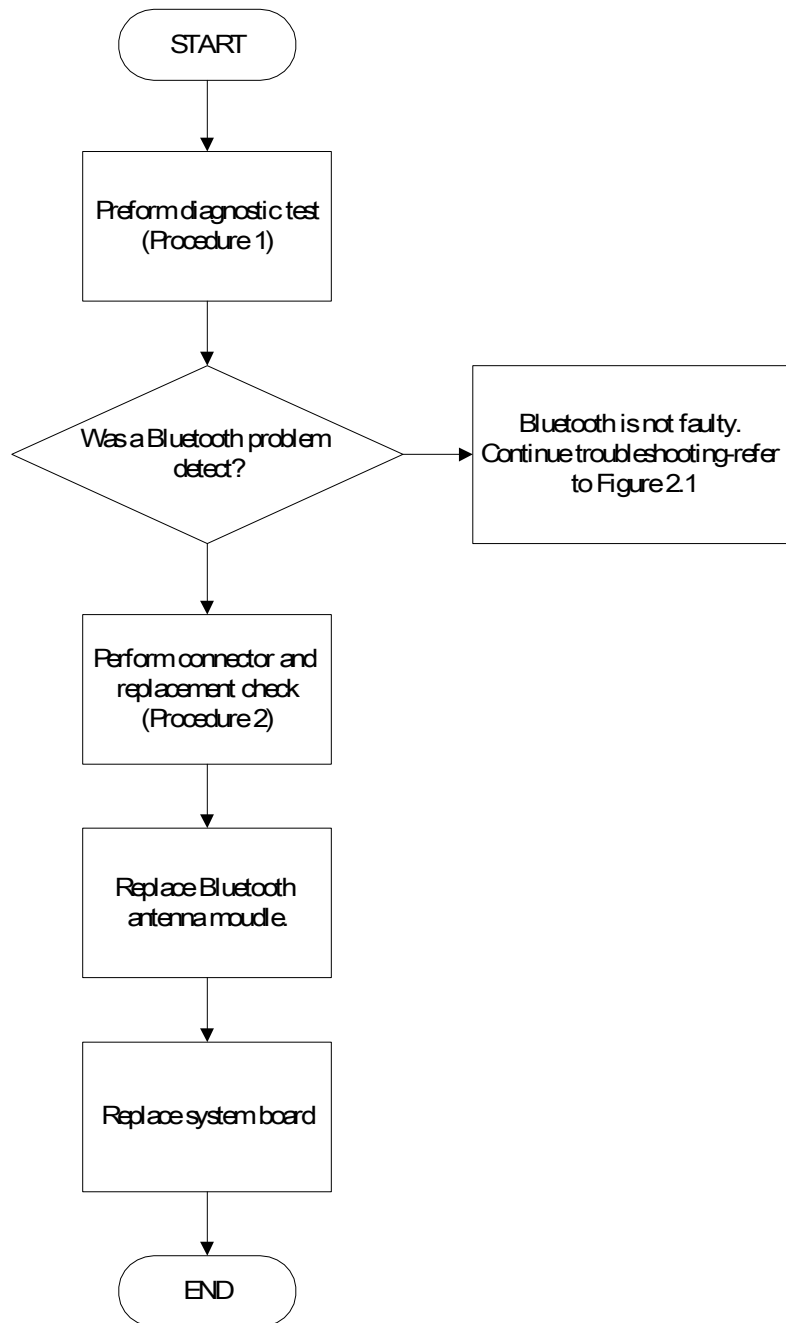 START
Preform diagnostic test
(Procedure 1)
Was a Bluetooth problem
detect?
Bluetooth is not faulty.
Continue troubleshooting-refer
to Figure 2.1
Perform connector and
replacement check
(Procedure 2)
Replace Bluetooth
antenna moudle.
Replace system board
END